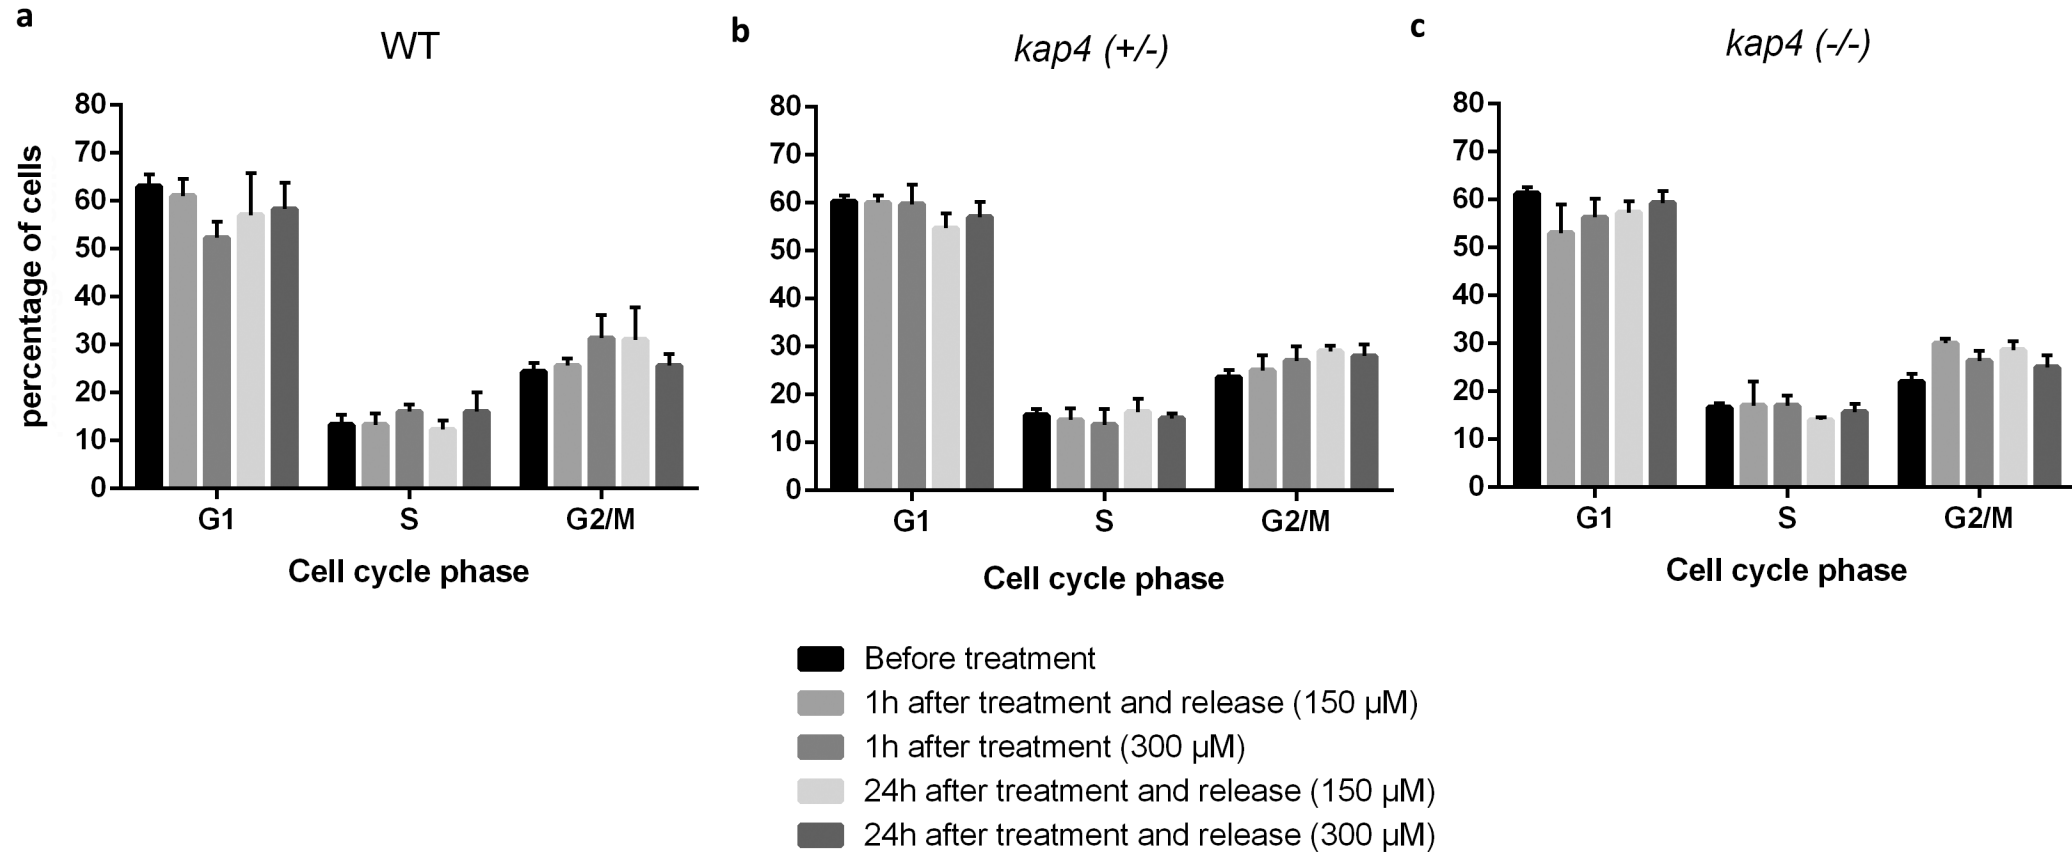 a
WT
percentage of cells
80
70
60
50
40
30
20
10
0
G1 S G2/M
Cell cycle phase
b
kap4 (+/-)
80
70
60
50
40
30
20
10
0
G1 S G2/M
Cell cycle phase
c
kap4 (-/-)
80
70
60
50
40
30
20
10
0
G1 S G2/M
Cell cycle phase
Before treatment
1h after treatment and release (150 µM)
1h after treatment (300 µM)
24h after treatment and release (150 µM)
24h after treatment and release (300 µM)